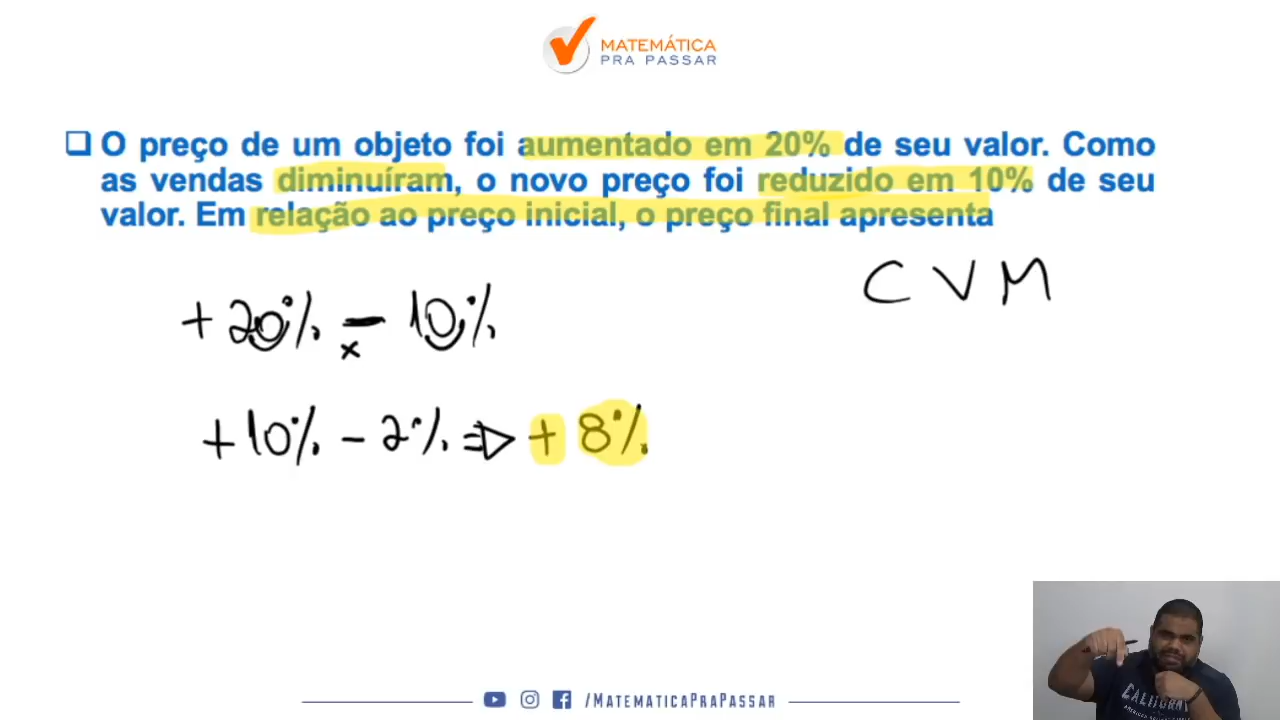 MATEMÁTICA
PRA PASSAR
O preço de um objeto foi aumentado em 20% de seu valor. Como
as vendas diminuíram, o novo preço foi reduzido em 10% de seu
valor. Em relação ao preço inicial, o preço final apresenta
C V M
+ 20% - 10%
x
+ 10% - 2% ⇒ + 8%
/MATEMATICAPRAPASSAR